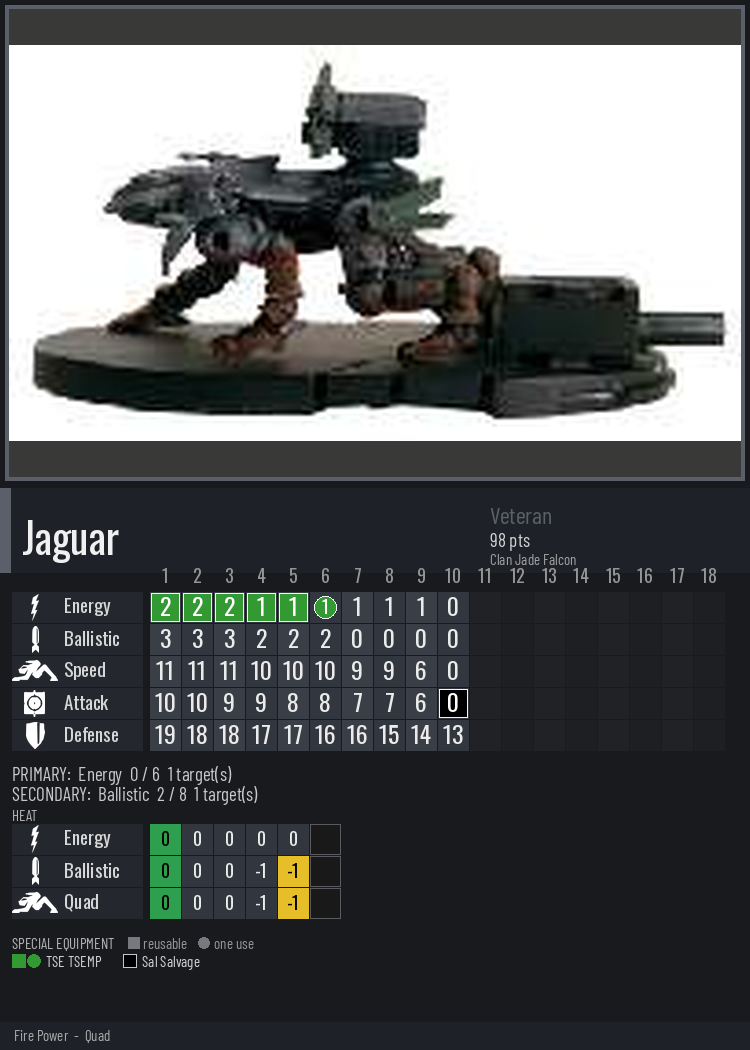 Jaguar
Veteran
98 pts
Clan Jade Falcon
1 2 3 4 5 6 7 8 9 10 11 12 13 14 15 16 17 18
Energy 2 2 2 1 1 1 1 1 1 0
Ballistic 3 3 3 2 2 2 0 0 0 0
Speed 11 11 11 10 10 10 9 9 6 0
Attack 10 10 9 9 8 8 7 7 6 0
Defense 19 18 18 17 17 16 16 15 14 13
PRIMARY: Energy 0 / 6 1 target(s)
SECONDARY: Ballistic 2 / 8 1 target(s)
HEAT
Energy 0 0 0 0 0
Ballistic 0 0 0 -1 -1
Quad 0 0 0 -1 -1
SPECIAL EQUIPMENT reusable one use
TSE TSEMP Sal Salvage
Fire Power - Quad